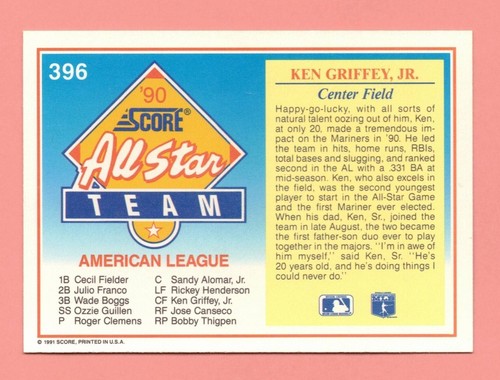 396
'90
SCORE®
All Star
TEAM
AMERICAN LEAGUE
1B Cecil Fielder
2B Julio Franco
3B Wade Boggs
SS Ozzie Guillen
P Roger Clemens
C Sandy Alomar, Jr.
LF Rickey Henderson
CF Ken Griffey, Jr.
RF Jose Canseco
RP Bobby Thigpen
© 1991 SCORE, PRINTED IN U.S.A.
KEN GRIFFEY, JR.
Center Field
Happy-go-lucky, with all sorts of
natural talent oozing out of him, Ken,
at only 20, made a tremendous im-
pact on the Mariners in '90. He led
the team in hits, home runs, RBIs,
total bases and slugging, and ranked
second in the AL with a .331 BA at
mid-season. Ken, who also excels in
the field, was the second youngest
player to start in the All-Star Game
and the first Mariner ever elected.
When his dad, Ken, Sr., joined the
team in late August, the two became
the first father-son duo ever to play
together in the majors. "I'm in awe of
him myself," said Ken, Sr. "He's
20 years old, and he's doing things I
could never do."